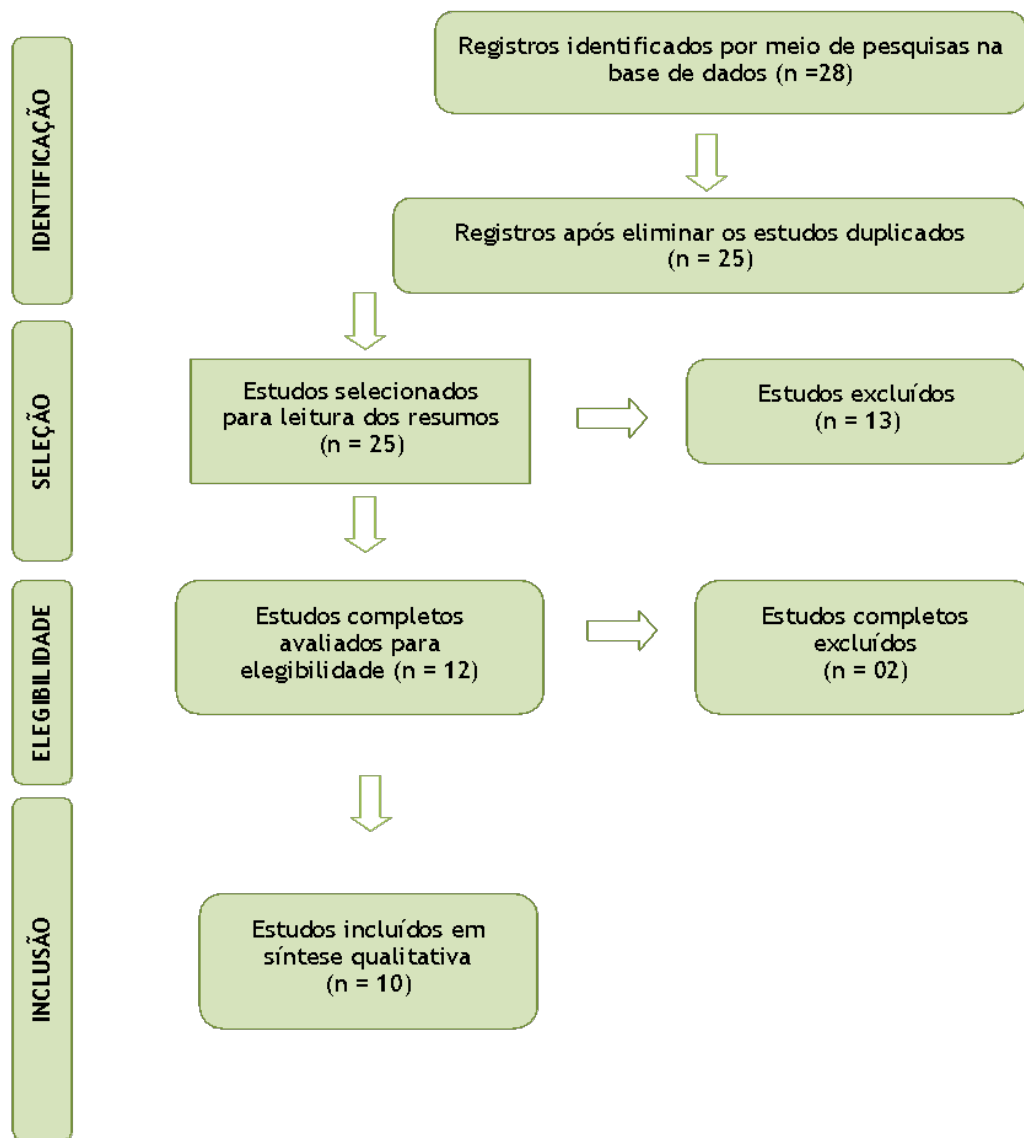 IDENTIFICAÇÃO
Registros identificados por meio de pesquisas na
base de dados (n =28)
Registros após eliminar os estudos duplicados
(n = 25)
SELEÇÃO
Estudos selecionados
para leitura dos resumos
(n = 25)
Estudos excluídos
(n = 13)
ELEGIBILIDADE
Estudos completos
avaliados para
elegibilidade (n = 12)
Estudos completos
excluídos
(n = 02)
INCLUSÃO
Estudos incluídos em
síntese qualitativa
(n = 10)